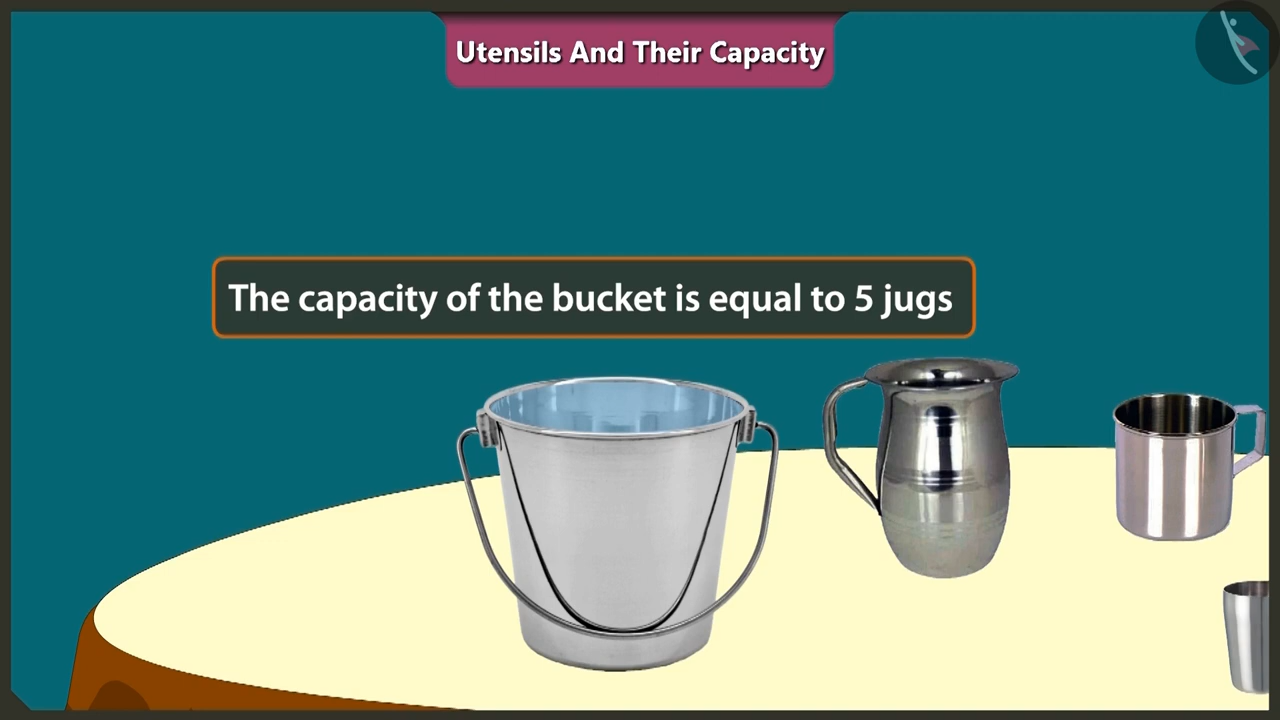 Utensils And Their Capacity
The capacity of the bucket is equal to 5 jugs